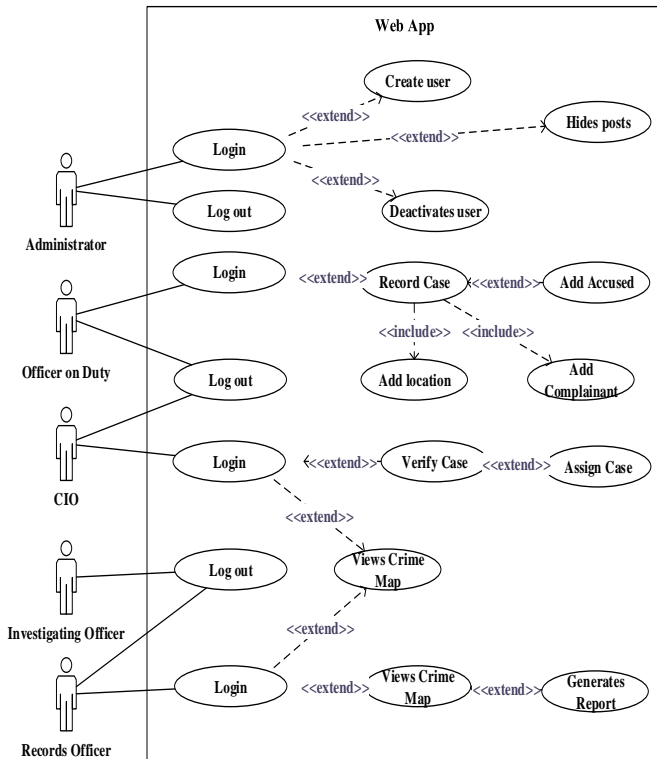 Web App
Create user
<<extend>>
Hides posts
<<extend>>
Login
<<extend>>
Log out
Deactivates user
Administrator
Login
<<extend>>
Record Case
<<extend>>
Add Accused
<<include>>
<<include>>
Officer on Duty
Log out
Add location
Add
Complainant
Login
<<extend>>
Verify Case
<<extend>>
Assign Case
CIO
<<extend>>
Log out
Views Crime
Map
Investigating Officer
<<extend>>
Login
<<extend>>
Views Crime
Map
<<extend>>
Generates
Report
Records Officer